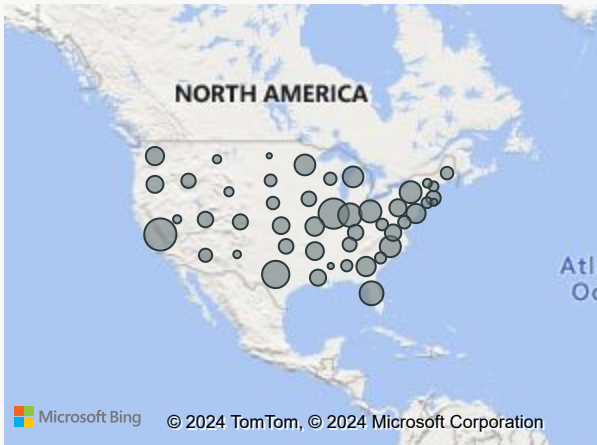 NORTH AMERICA
Atl
Oc
Microsoft Bing
© 2024 TomTom, © 2024 Microsoft Corporation